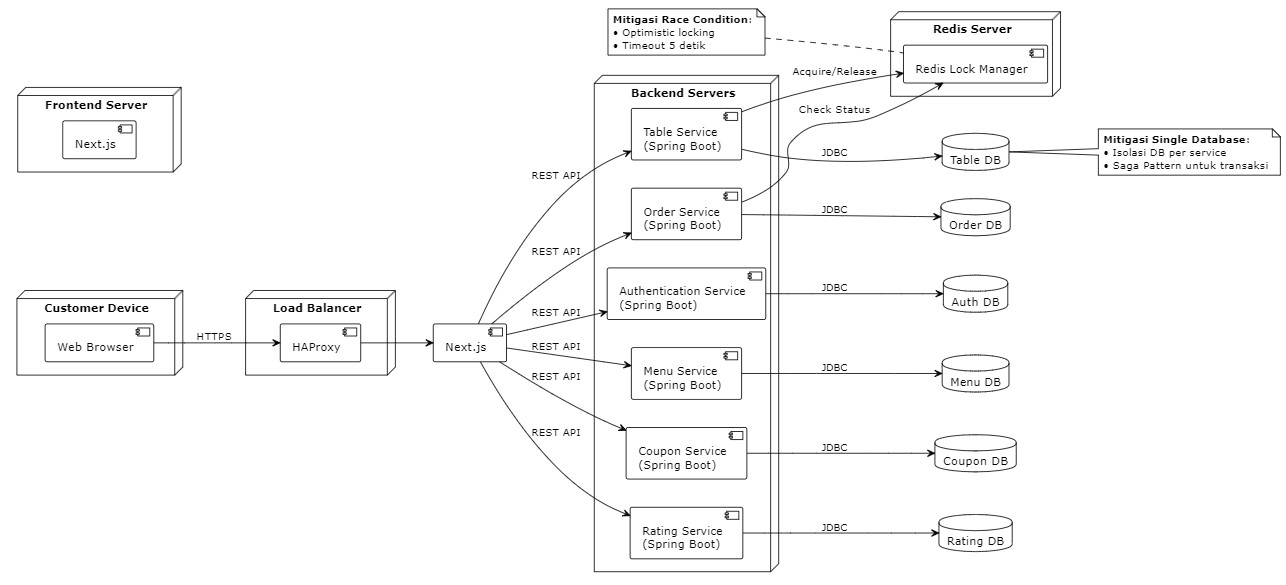 Mitigasi Race Condition:
• Optimistic locking
• Timeout 5 detik
Redis Server
Redis Lock Manager
Frontend Server
Next.js
Backend Servers
Acquire/Release
Check Status
Table Service
(Spring Boot)
JDBC
Table DB
Mitigasi Single Database:
• Isolasi DB per service
• Saga Pattern untuk transaksi
REST API
Order Service
(Spring Boot)
JDBC
Order DB
REST API
Authentication Service
(Spring Boot)
JDBC
Auth DB
Customer Device
Web Browser
HTTPS
Load Balancer
HAProxy
Next.js
REST API
REST API
Menu Service
(Spring Boot)
JDBC
Menu DB
REST API
Coupon Service
(Spring Boot)
JDBC
Coupon DB
REST API
Rating Service
(Spring Boot)
JDBC
Rating DB